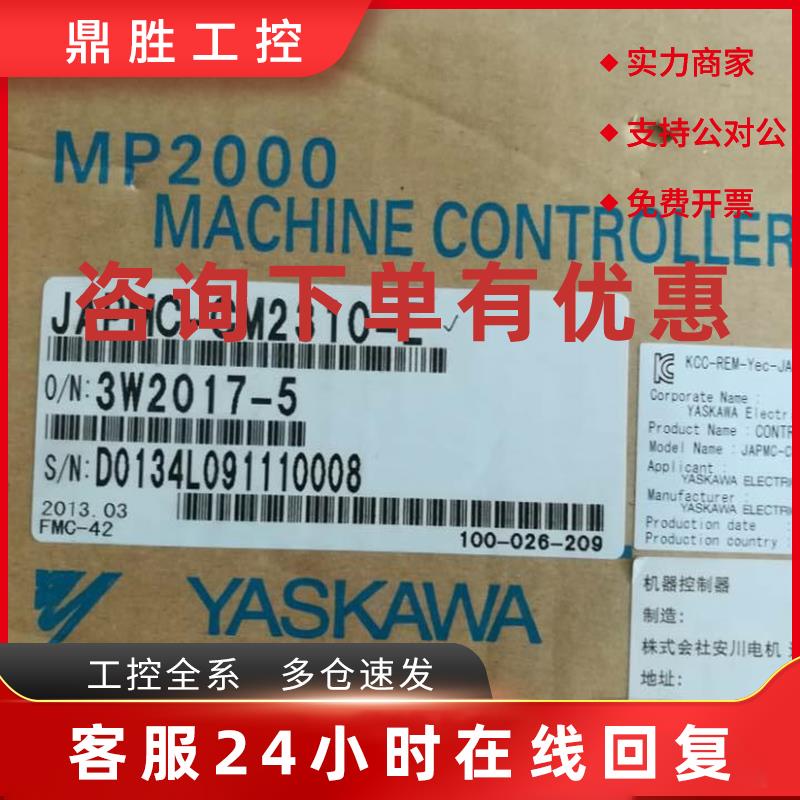 鼎胜工控
实力商家
支持公对公
免费开票
MP2000
MACHINE CONTROLLER
咨询下单有优惠
O/N: 3W2017-5
S/N: D0134L091110008
2013.03
FMC-42
100-026-209
KCC-REM-Yec-JA
Corporate Name :
YASKAWA Electr
Product Name : CONTR
Model Name : JAPMC-C
Applicant :
YASKAWA ELECTRI
Manufacturer :
YASKAWA ELECTRI
Production date
Production country :
YASKAWA
机器控制器
制造:
株式会社安川电机
地址:
工控全系 多仓速发
客服24小时在线回复